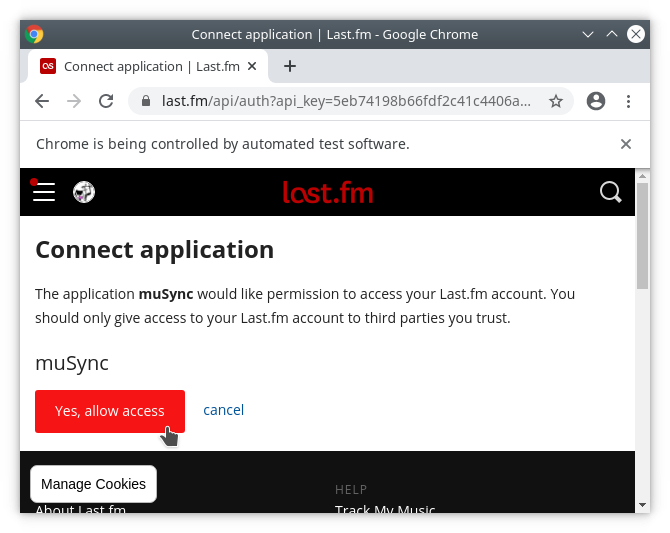 Connect application | Last.fm - Google Chrome
Connect application | Last.fm
last.fm/api/auth?api_key=5eb74198b66fdf2c41c4406a...
Chrome is being controlled by automated test software.
last.fm
Connect application
The application muSync would like permission to access your Last.fm account. You
should only give access to your Last.fm account to third parties you trust.
muSync
Yes, allow access cancel
Manage Cookies
HELP
About Last.fm Track My Music